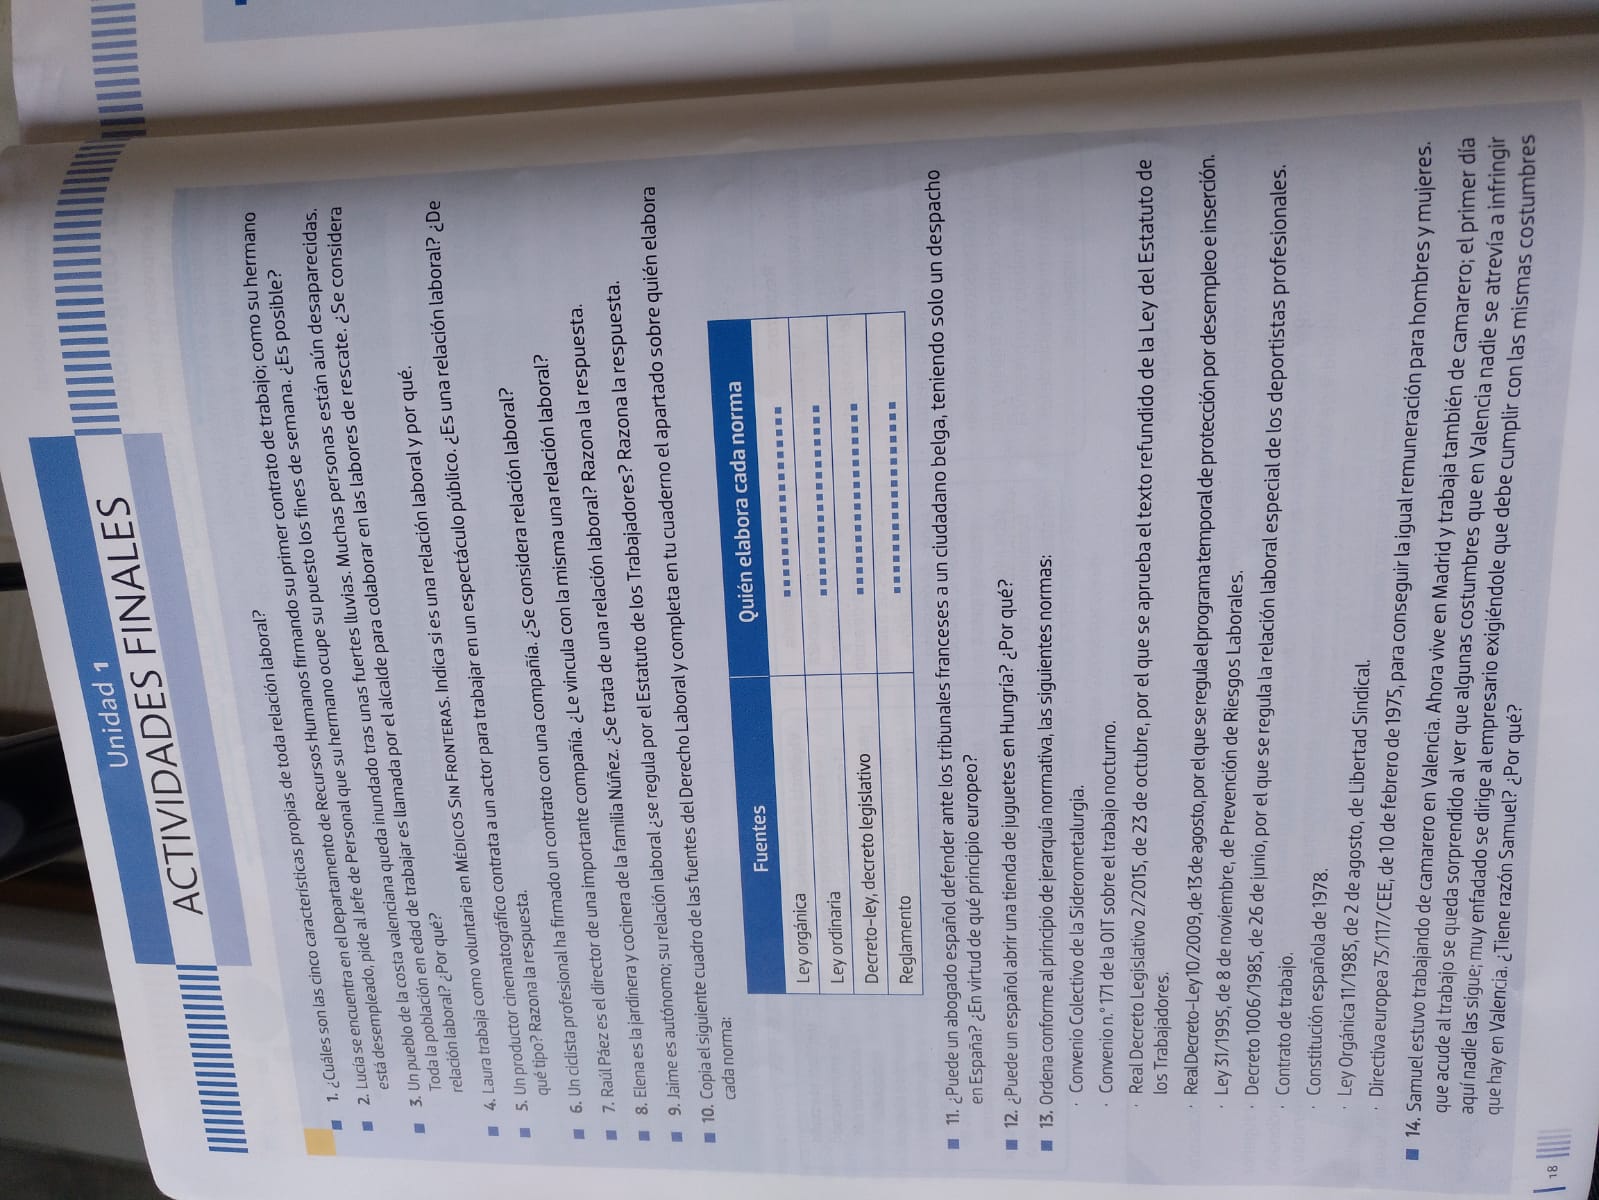 Unidad 1
ACTIVIDADES FINALES
1. ¿Cuáles son las cinco características propias de toda relación laboral?
2. Lucía se encuentra en el Departamento de Recursos Humanos firmando su primer contrato de trabajo; como su hermano
está desempleado, pide al Jefe de Personal que su hermano ocupe su puesto los fines de semana. ¿Es posible?
3. Un pueblo de la costa valenciana queda inundado tras unas fuertes lluvias. Muchas personas están aún desaparecidas.
Toda la población en edad de trabajar es llamada por el alcalde para colaborar en las labores de rescate. ¿Se considera
relación laboral? ¿Por qué?
4. Laura trabaja como voluntaria en MÉDICOS SIN FRONTERAS. Indica si es una relación laboral y por qué.
5. Un productor cinematográfico contrata a un actor para trabajar en un espectáculo público. ¿Es una relación laboral? ¿De
qué tipo? Razona la respuesta.
6. Un ciclista profesional ha firmado un contrato con una compañía. ¿Se considera relación laboral?
7. Raúl Páez es el director de una importante compañía. ¿Le vincula con la misma una relación laboral?
8. Elena es la jardinera y cocinera de la familia Núñez. ¿Se trata de una relación laboral? Razona la respuesta.
9. Jaime es autónomo; su relación laboral ¿se regula por el Estatuto de los Trabajadores? Razona la respuesta.
10. Copia el siguiente cuadro de las fuentes del Derecho Laboral y completa en tu cuaderno el apartado sobre quién elabora
cada norma:
Fuentes Quién elabora cada norma
Ley orgánica
Ley ordinaria
Decreto-ley, decreto legislativo
Reglamento
11. ¿Puede un abogado español defender ante los tribunales franceses a un ciudadano belga, teniendo solo un despacho
en España? ¿En virtud de qué principio europeo?
12. ¿Puede un español abrir una tienda de juguetes en Hungría? ¿Por qué?
13. Ordena conforme al principio de jerarquía normativa, las siguientes normas:
· Convenio Colectivo de la Siderometalurgia.
· Convenio n.º 171 de la OIT sobre el trabajo nocturno.
· Real Decreto Legislativo 2/2015, de 23 de octubre, por el que se aprueba el texto refundido de la Ley del Estatuto de
los Trabajadores.
· Real Decreto-Ley 10/2009, de 13 de agosto, por el que se regula el programa temporal de protección por desempleo e inserción.
· Ley 31/1995, de 8 de noviembre, de Prevención de Riesgos Laborales.
· Decreto 1006/1985, de 26 de junio, por el que se regula la relación laboral especial de los deportistas profesionales.
· Contrato de trabajo.
· Constitución española de 1978.
· Ley Orgánica 11/1985, de 2 de agosto, de Libertad Sindical.
· Directiva europea 75/117/CEE, de 10 de febrero de 1975, para conseguir la igual remuneración para hombres y mujeres.
14. Samuel estuvo trabajando de camarero en Valencia. Ahora vive en Madrid y trabaja también de camarero; el primer día
que acude al trabajo se queda sorprendido al ver que algunas costumbres que en Valencia nadie se atrevía a infringir
aquí nadie las sigue; muy enfadado se dirige al empresario exigiéndole que debe cumplir con las mismas costumbres
que hay en Valencia. ¿Tiene razón Samuel? ¿Por qué?
18